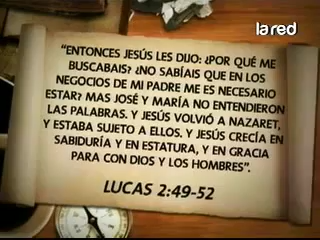 la red
“ENTONCES JESÚS LES DIJO: ¿POR QUÉ ME
BUSCABAIS? ¿NO SABÍAIS QUE EN LOS
NEGOCIOS DE MI PADRE ME ES NECESARIO
ESTAR? MAS JOSÉ Y MARÍA NO ENTENDIERON
LAS PALABRAS. Y JESÚS VOLVIÓ A NAZARET,
Y ESTABA SUJETO A ELLOS. Y JESÚS CRECÍA EN
SABIDURÍA Y EN ESTATURA, Y EN GRACIA
PARA CON DIOS Y LOS HOMBRES”.
LUCAS 2:49-52